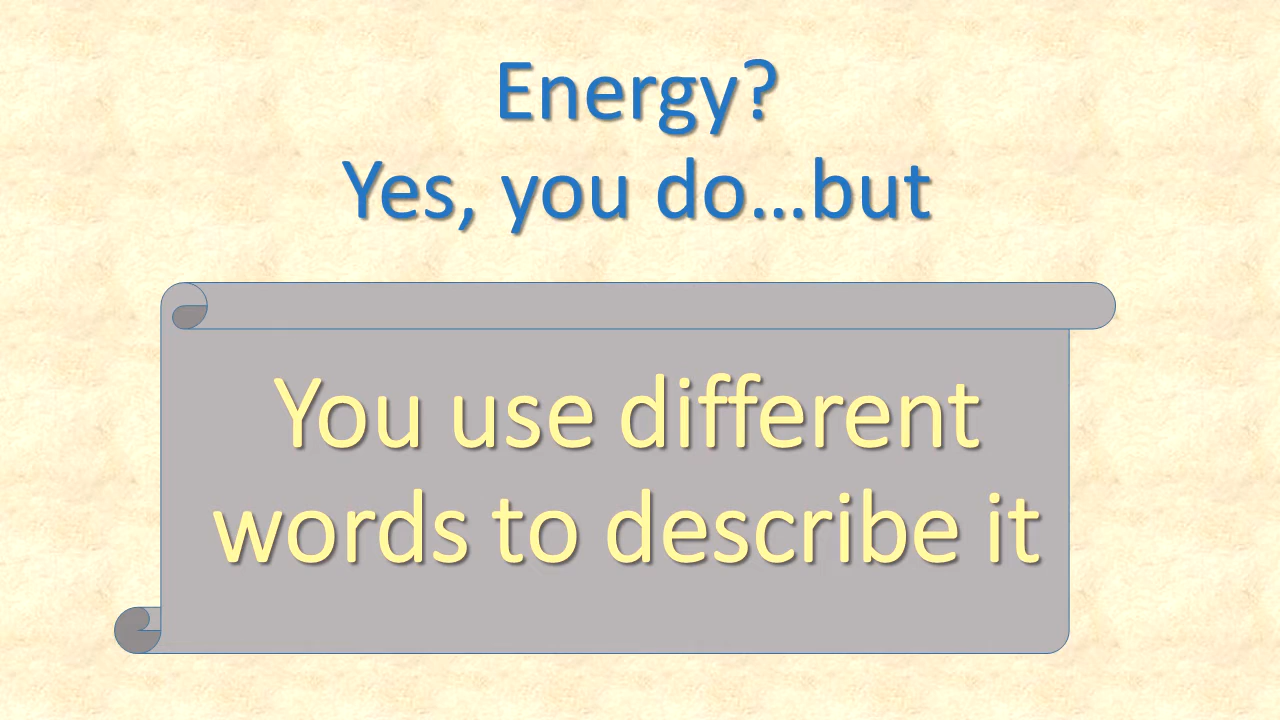 Energy?
Yes, you do...but
You use different
words to describe it